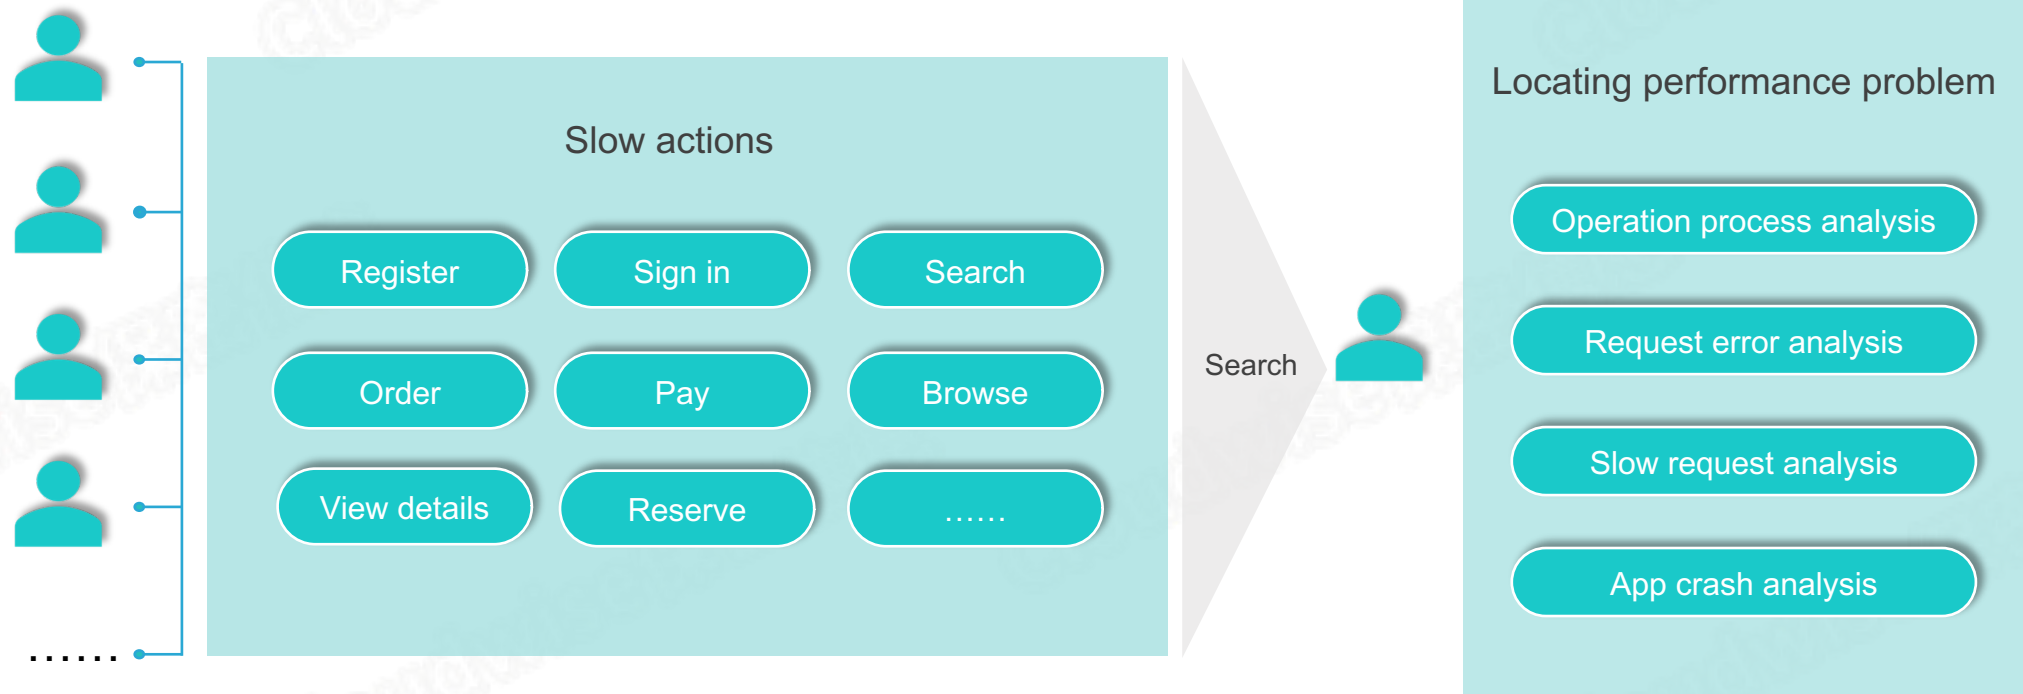 Slow actions
Register
Sign in
Search
Order
Pay
Browse
View details
Reserve
......
......
Search
Locating performance problem
Operation process analysis
Request error analysis
Slow request analysis
App crash analysis